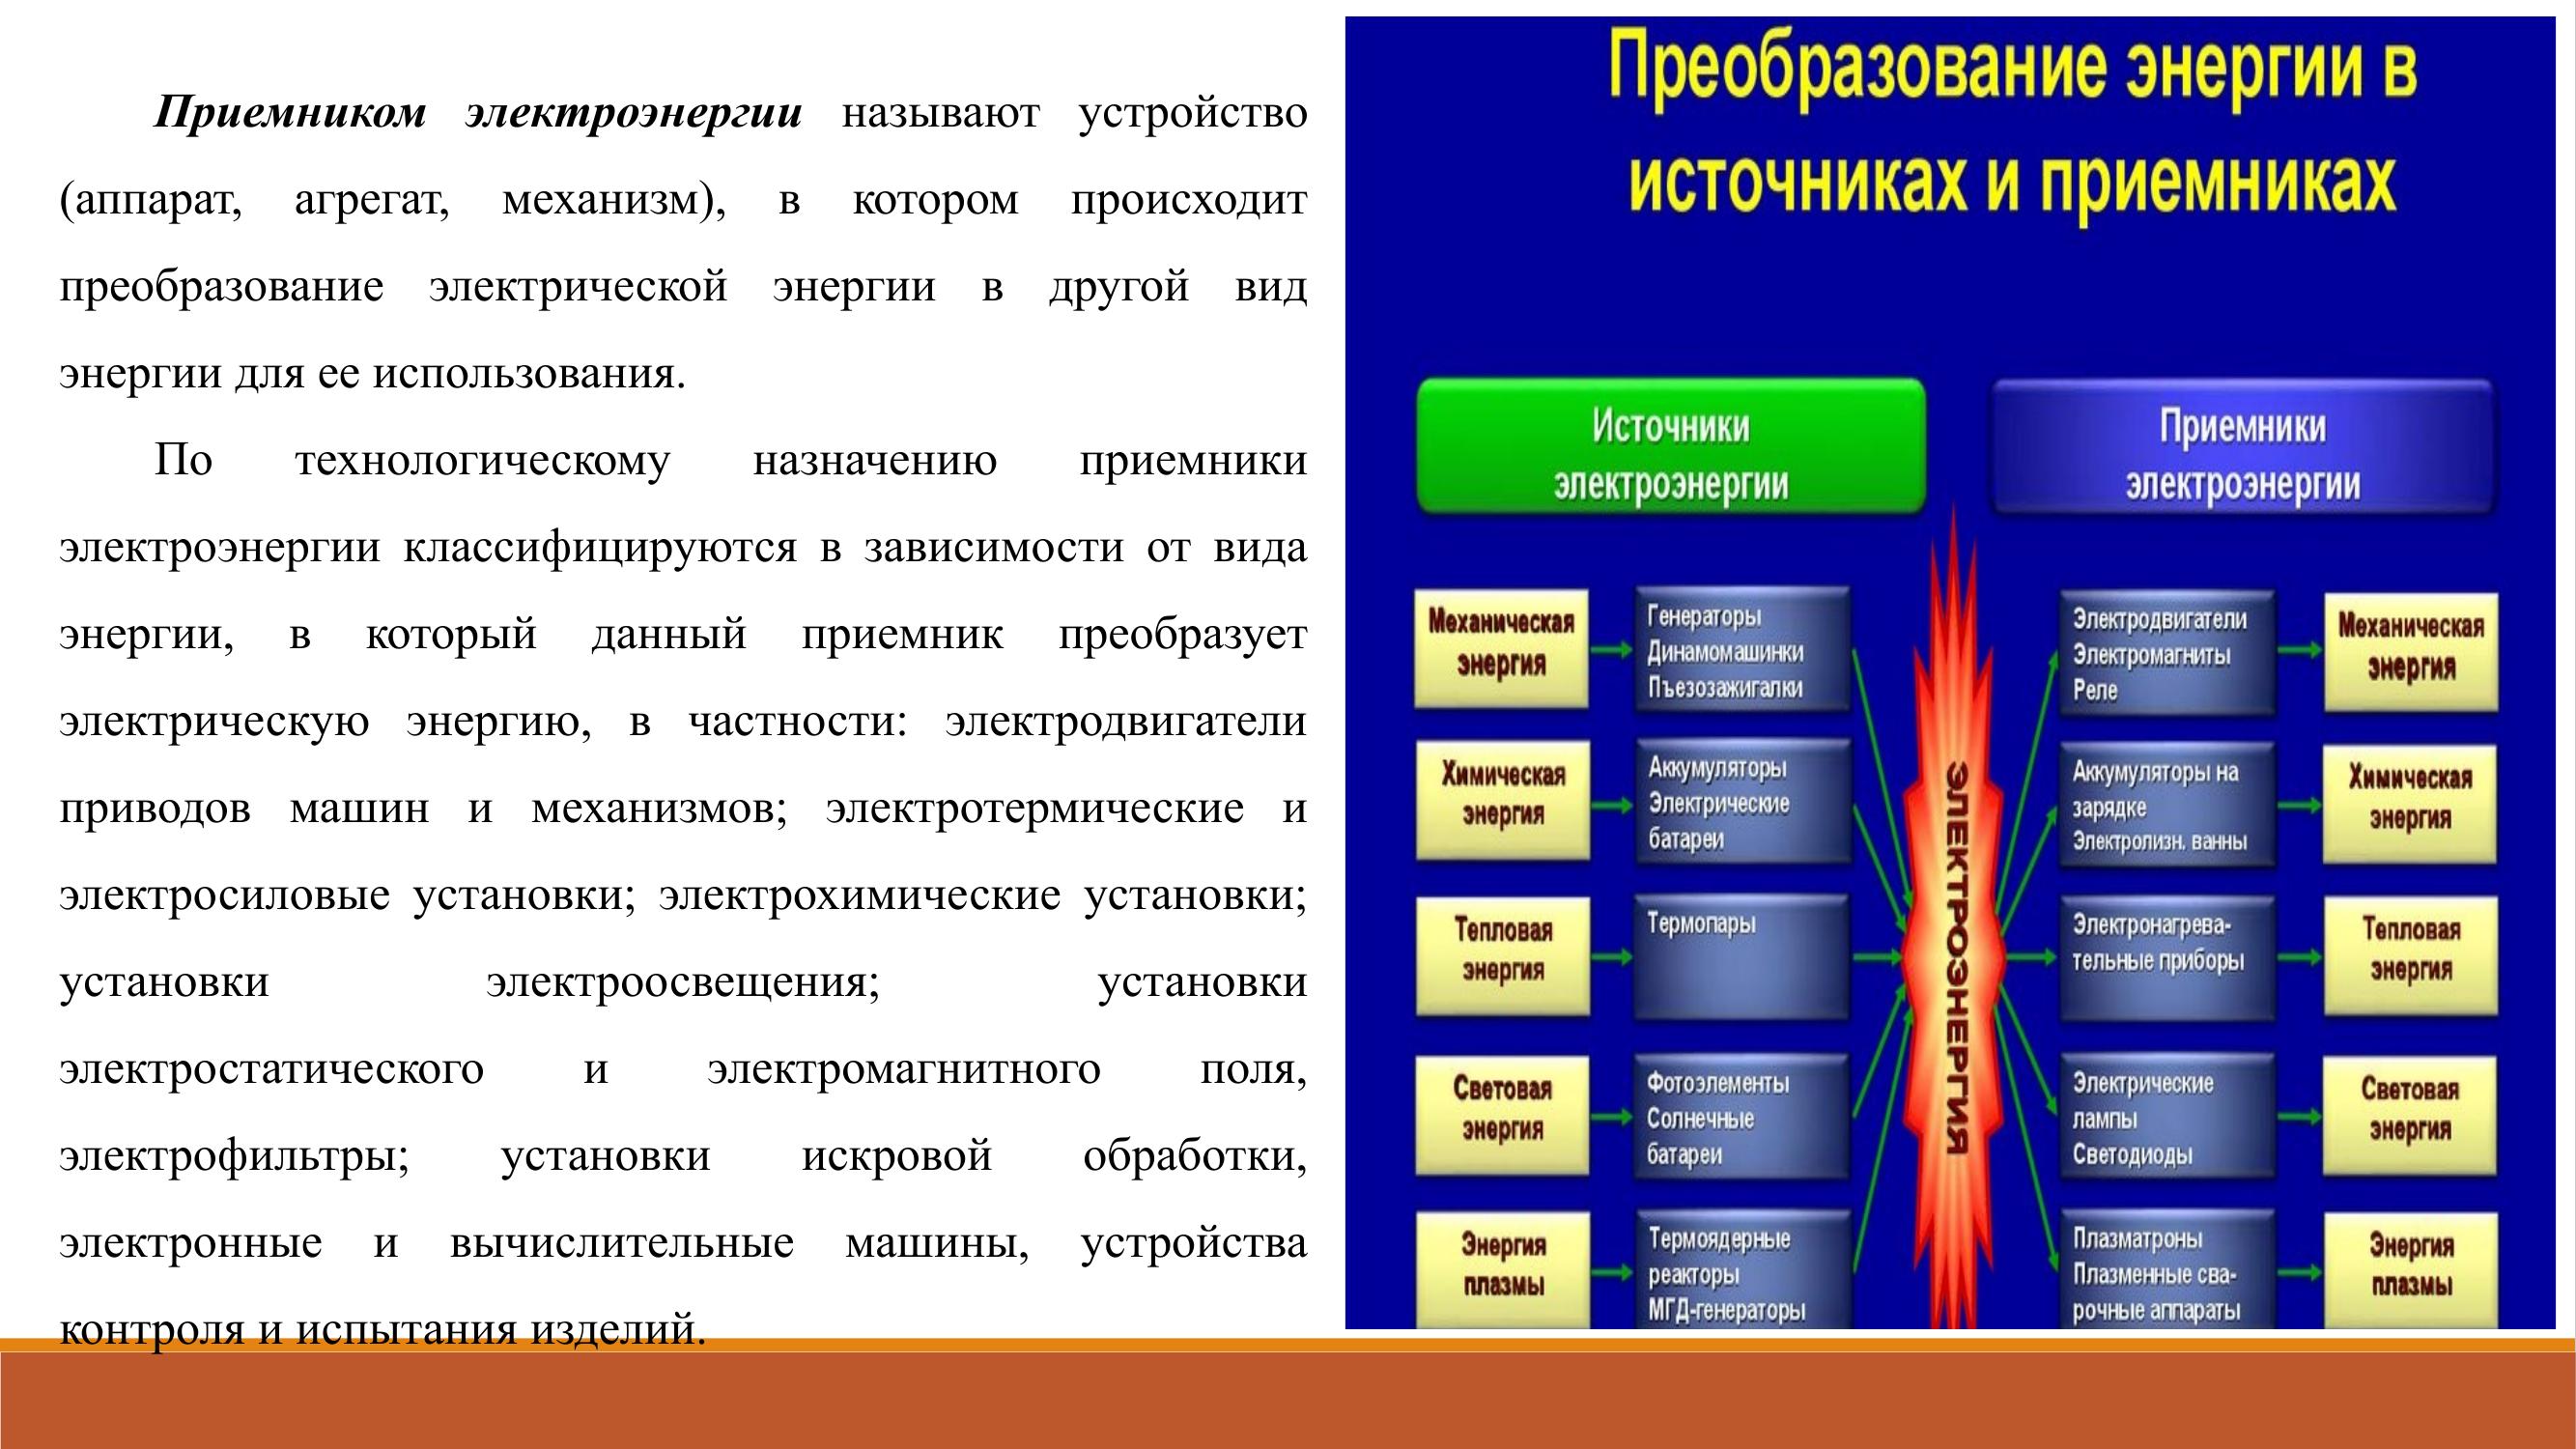 Приемником электроэнергии называют устройство
(аппарат, агрегат, механизм), в котором происходит
преобразование электрической энергии в другой вид
энергии для ее использования.
По технологическому назначению приемники
электроэнергии классифицируются в зависимости от вида
энергии, в который данный приемник преобразует
электрическую энергию, в частности: электродвигатели
приводов машин и механизмов; электротермические и
электросиловые установки; электрохимические установки;
установки электроосвещения; установки
электростатического и электромагнитного поля,
электрофильтры; установки искровой обработки,
электронные и вычислительные машины, устройства
контроля и испытания изделий.
Преобразование энергии в
источниках и приемниках
Источники
электроэнергии
Приемники
электроэнергии
Механическая
энергия
Генераторы
Динамомашинки
Пъезозажигалки
Электродвигатели
Электромагниты
Реле
Механическая
энергия
Химическая
энергия
Аккумуляторы
Электрические
батареи
Аккумуляторы на
зарядке
Электролизн. ванны
Химическая
энергия
Тепловая
энергия
Термопары
Электронагрева-
тельные приборы
Тепловая
энергия
Световая
энергия
Фотоэлементы
Солнечные
батареи
Электрические
лампы
Светодиоды
Световая
энергия
Энергия
плазмы
Термоядерные
реакторы
МГД-генераторы
Плазматроны
Плазменные сва-
рочные аппараты
Энергия
плазмы
ЭЛЕКТРОЭНЕРГИЯ